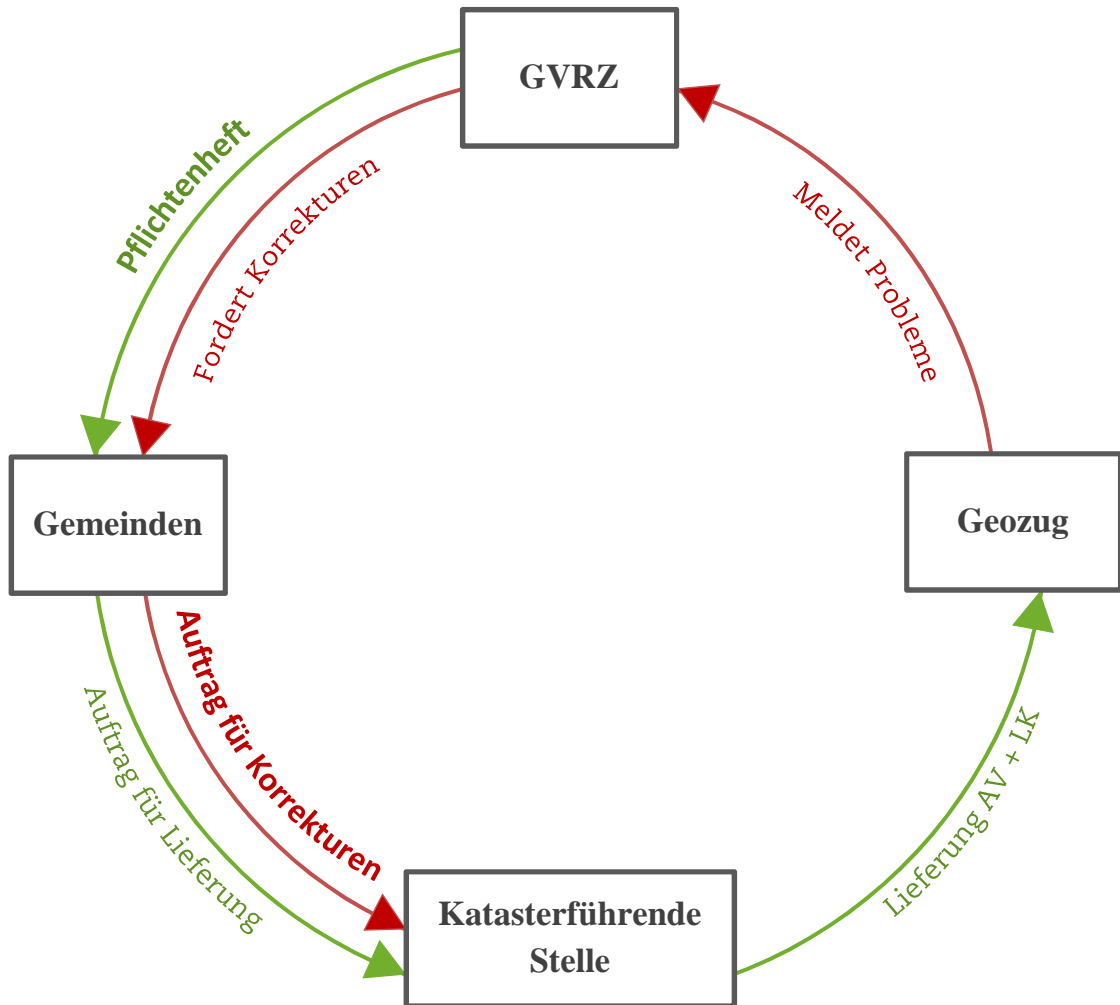 GVRZ
Pflichtenheft
Fordert Korrekturen
Meldet Probleme
Gemeinden
Geozug
Auftrag für Korrekturen
Auftrag für Lieferung
Lieferung AV + LK
Katasterführende
Stelle